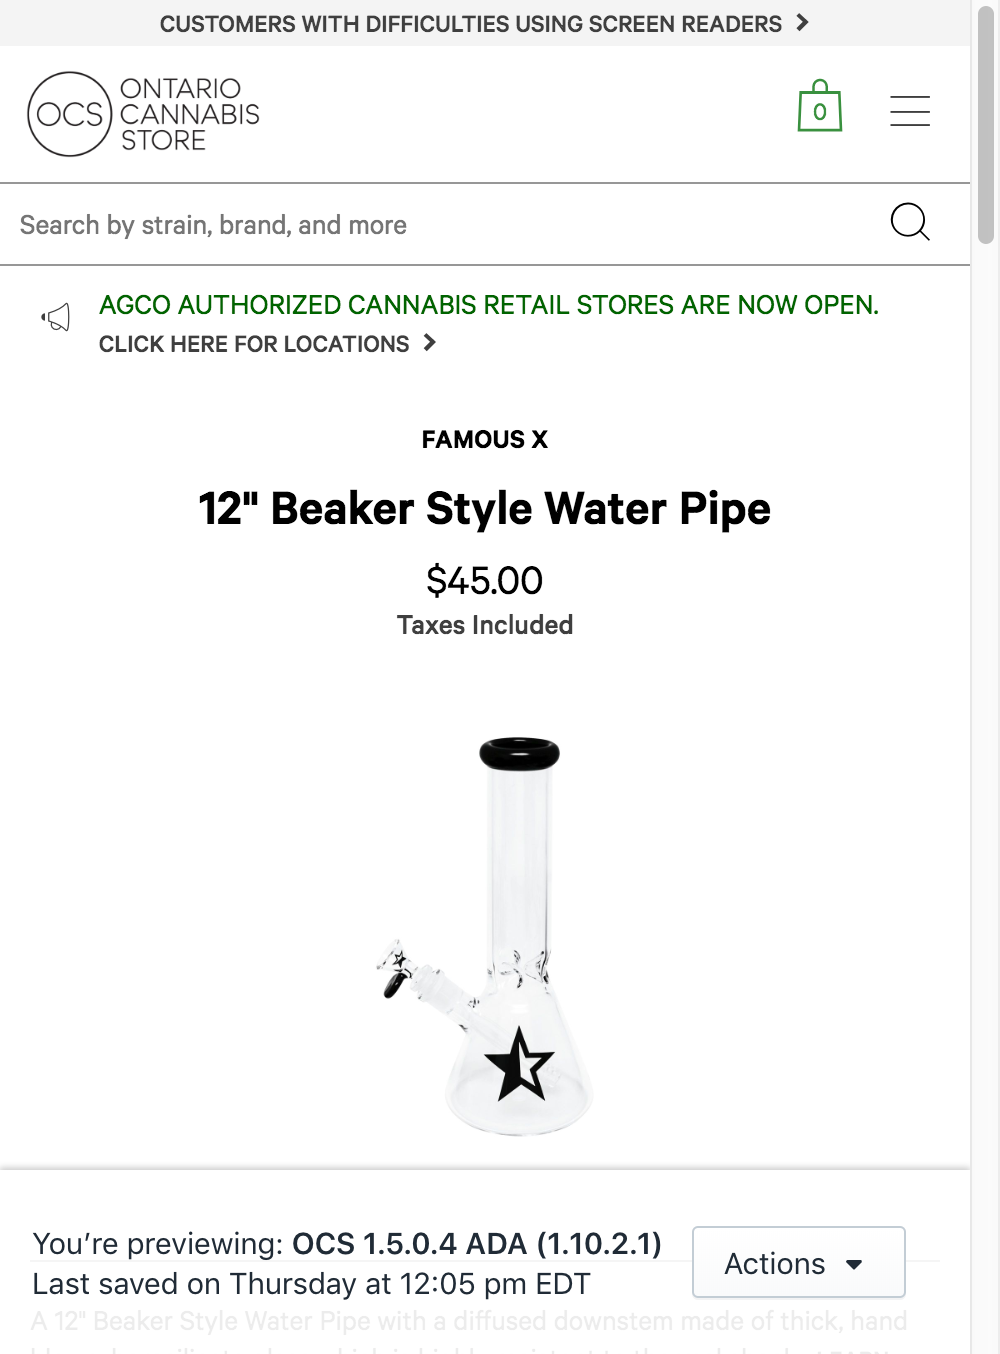 CUSTOMERS WITH DIFFICULTIES USING SCREEN READERS
OCS
ONTARIO
CANNABIS
STORE
0
Search by strain, brand, and more
AGCO AUTHORIZED CANNABIS RETAIL STORES ARE NOW OPEN.
CLICK HERE FOR LOCATIONS
FAMOUS X
12" Beaker Style Water Pipe
$45.00
Taxes Included
You’re previewing: OCS 1.5.0.4 ADA (1.10.2.1)
Last saved on Thursday at 12:05 pm EDT
Actions
A 12" Beaker Style Water Pipe with a diffused downstem made of thick, hand